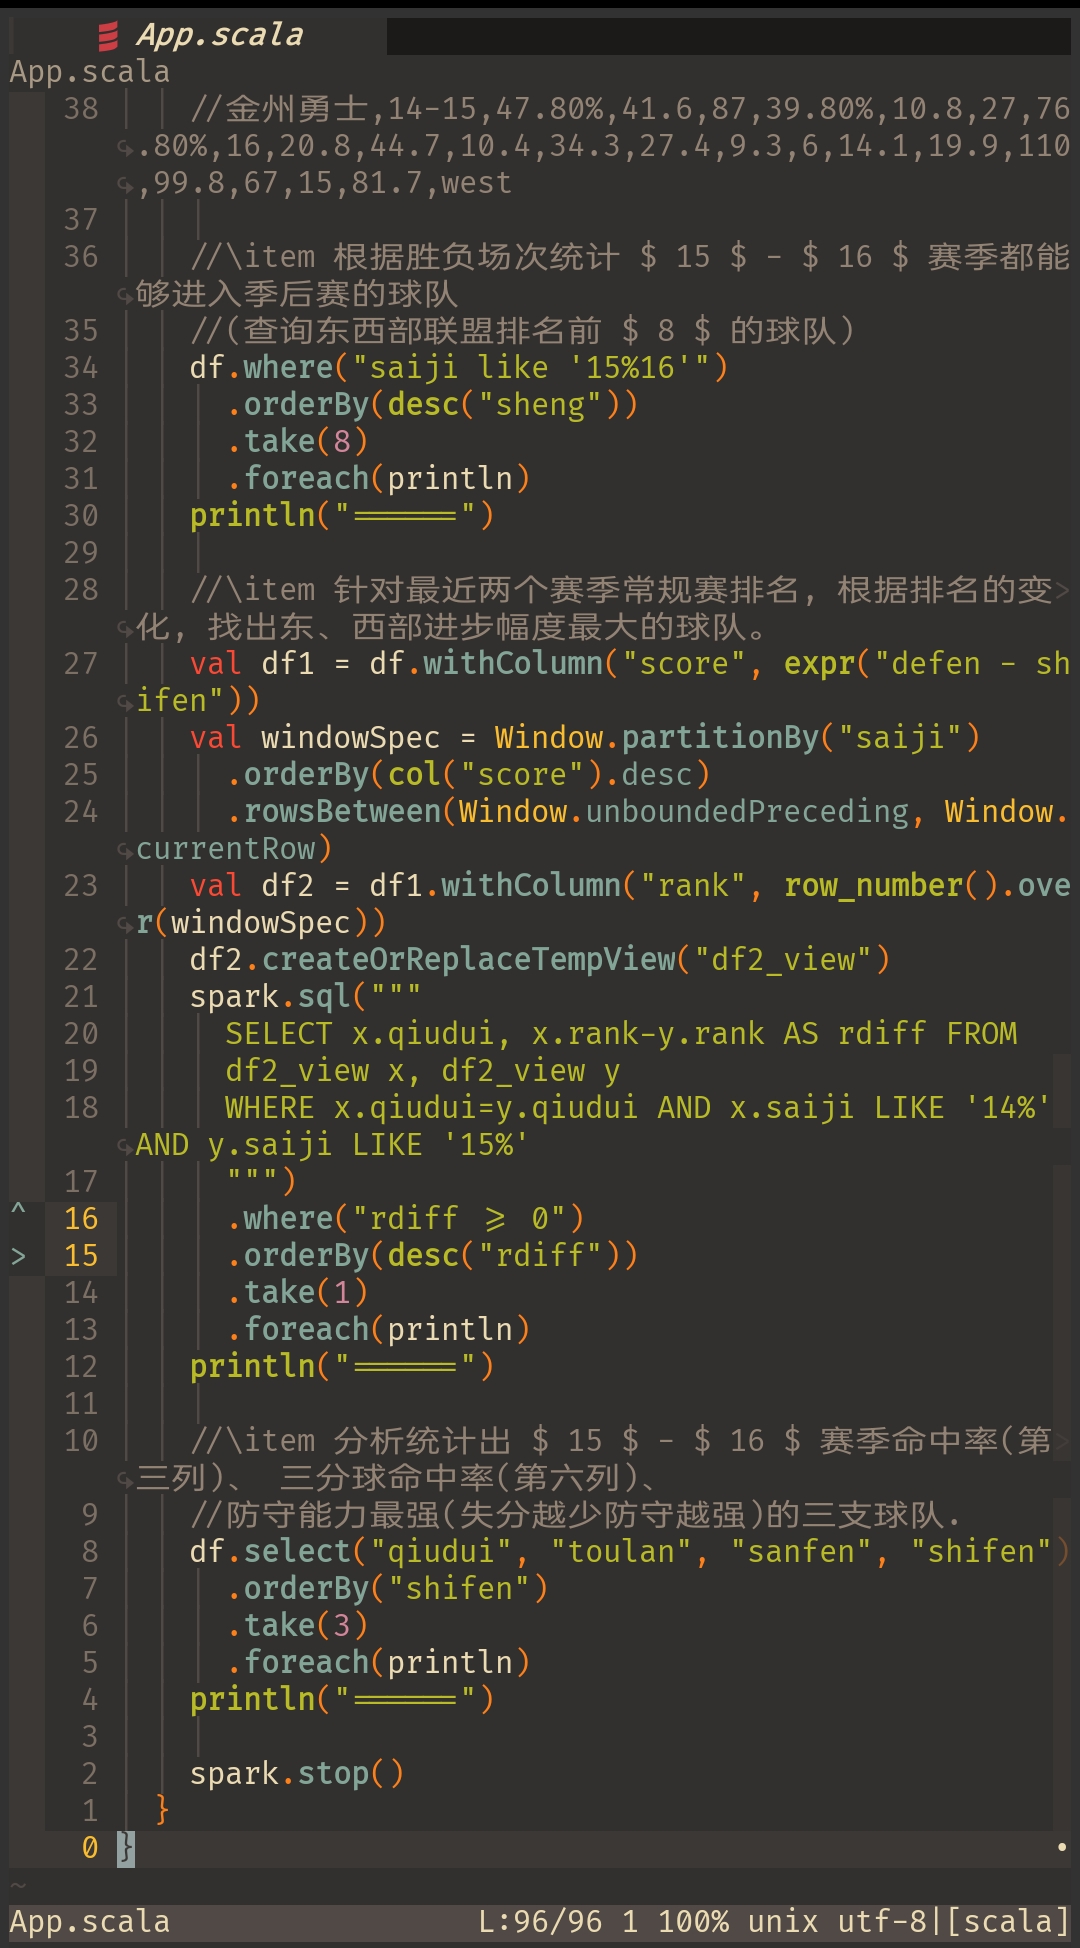 App.scala
App.scala
38 //金州勇士,14-15,47.80%,41.6,87,39.80%,10.8,27,76
.80%,16,20.8,44.7,10.4,34.3,27.4,9.3,6,14.1,19.9,110
,99.8,67,15,81.7,west
37
36 //\item 根据胜负场次统计 $ 15 $ - $ 16 $ 赛季都能
够进入季后赛的球队
35 //(查询东西部联盟排名前 $ 8 $ 的球队)
34 df.where("saiji like '15%16'")
33 .orderBy(desc("sheng"))
32 .take(8)
31 .foreach(println)
30 println("======")
29
28 //\item 针对最近两个赛季常规赛排名, 根据排名的变>
化, 找出东、西部进步幅度最大的球队。
27 val df1 = df.withColumn("score", expr("defen - sh
ifen"))
26 val windowSpec = Window.partitionBy("saiji")
25 .orderBy(col("score").desc)
24 .rowsBetween(Window.unboundedPreceding, Window.
currentRow)
23 val df2 = df1.withColumn("rank", row_number().ove
r(windowSpec))
22 df2.createOrReplaceTempView("df2_view")
21 spark.sql("""
20 SELECT x.qiudui, x.rank-y.rank AS rdiff FROM
19 df2_view x, df2_view y
18 WHERE x.qiudui=y.qiudui AND x.saiji LIKE '14%'
AND y.saiji LIKE '15%'
17 """)
^ 16 .where("rdiff >= 0")
> 15 .orderBy(desc("rdiff"))
14 .take(1)
13 .foreach(println)
12 println("======")
11
10 //\item 分析统计出 $ 15 $ - $ 16 $ 赛季命中率(第>
三列)、 三分球命中率(第六列)、
9 //防守能力最强(失分越少防守越强)的三支球队.
8 df.select("qiudui", "toulan", "sanfen", "shifen")
7 .orderBy("shifen")
6 .take(3)
5 .foreach(println)
4 println("======")
3
2 spark.stop()
1 }
0 } •
~
App.scala L:96/96 1 100% unix utf-8|[scala]